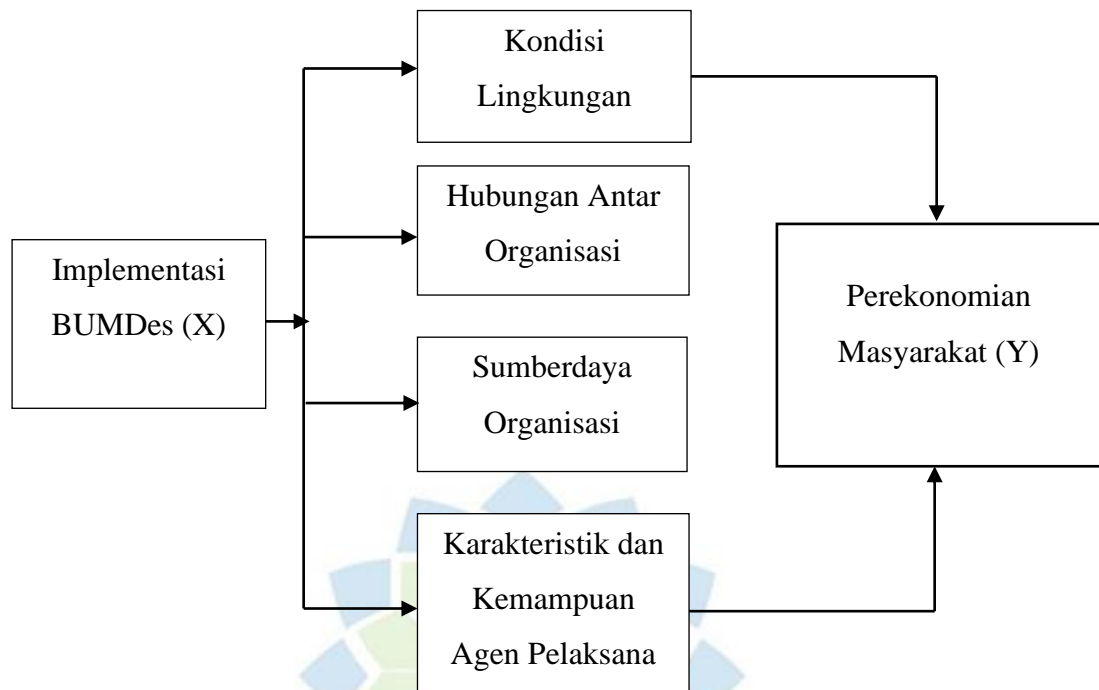 Kondisi
Lingkungan
Hubungan Antar
Organisasi
Implementasi
BUMDes (X)
Perekonomian
Masyarakat (Y)
Sumberdaya
Organisasi
Karakteristik dan
Kemampuan
Agen Pelaksana